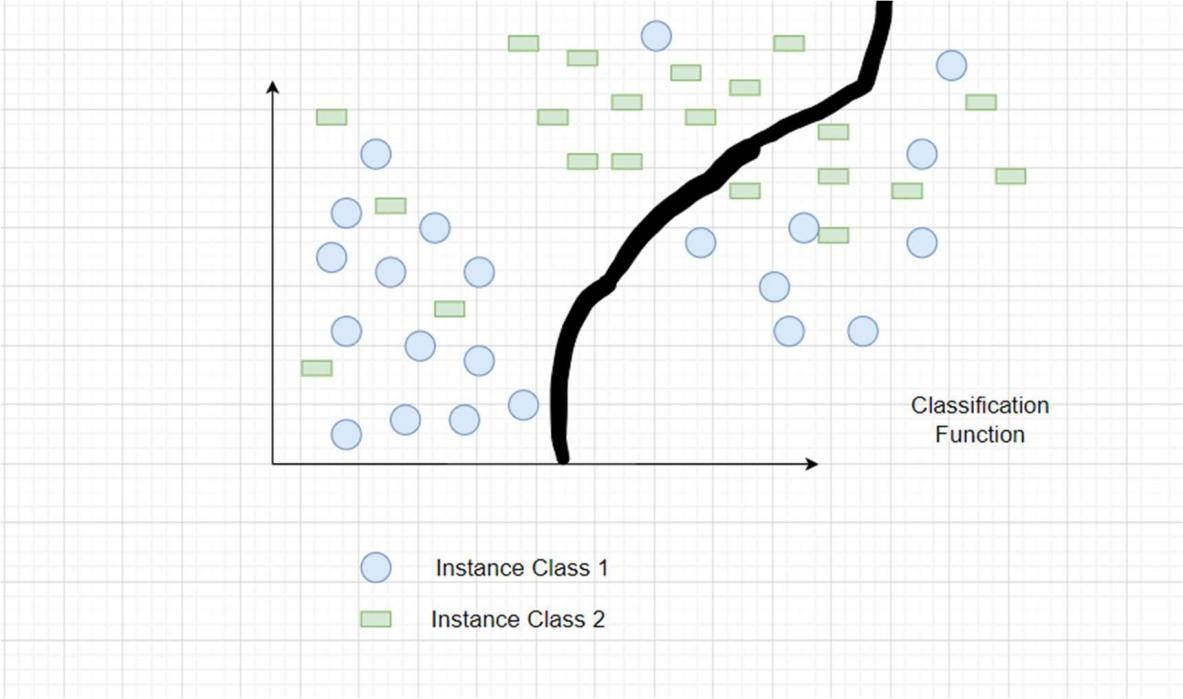 Classification
Function
Instance Class 1
Instance Class 2